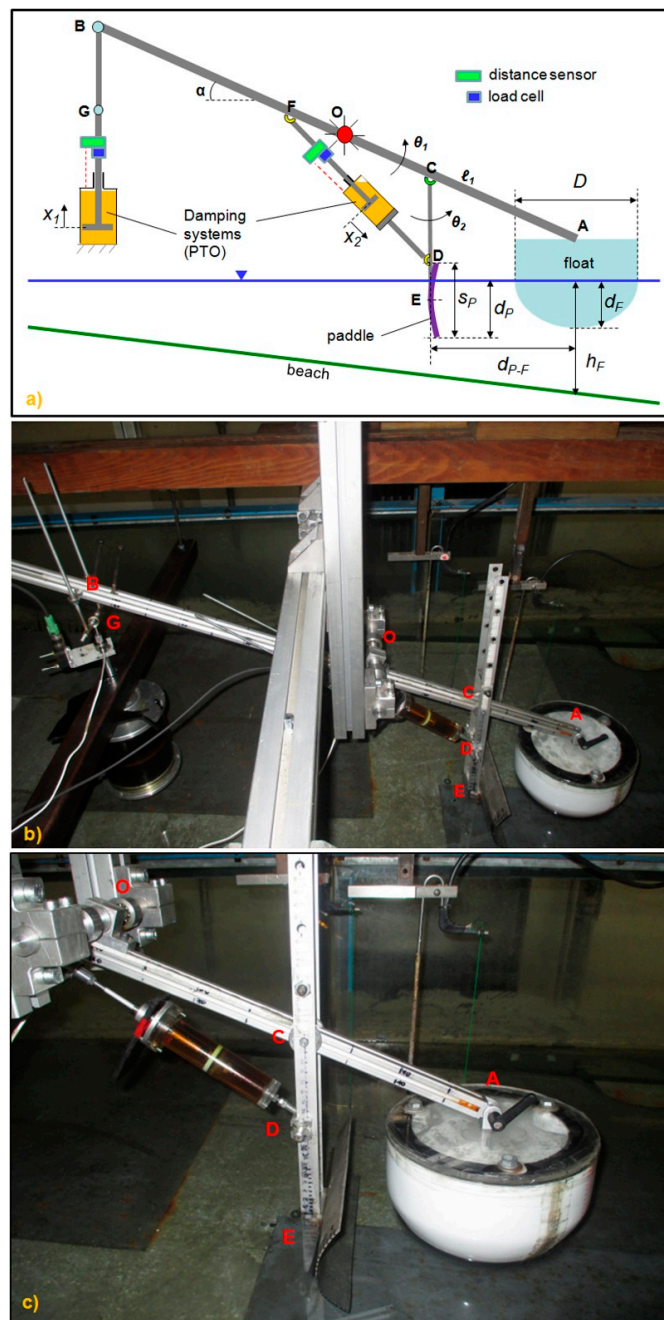 B
distance sensor
load cell
α
F
O
G
θ1
C
ℓ1
D
A
Damping
systems
(PTO)
x1
x2
θ2
D
float
E
sP
dP
dF
paddle
dP-F
hF
beach
a)
B
G
O
C
A
D
E
b)
O
C
A
D
E
c)